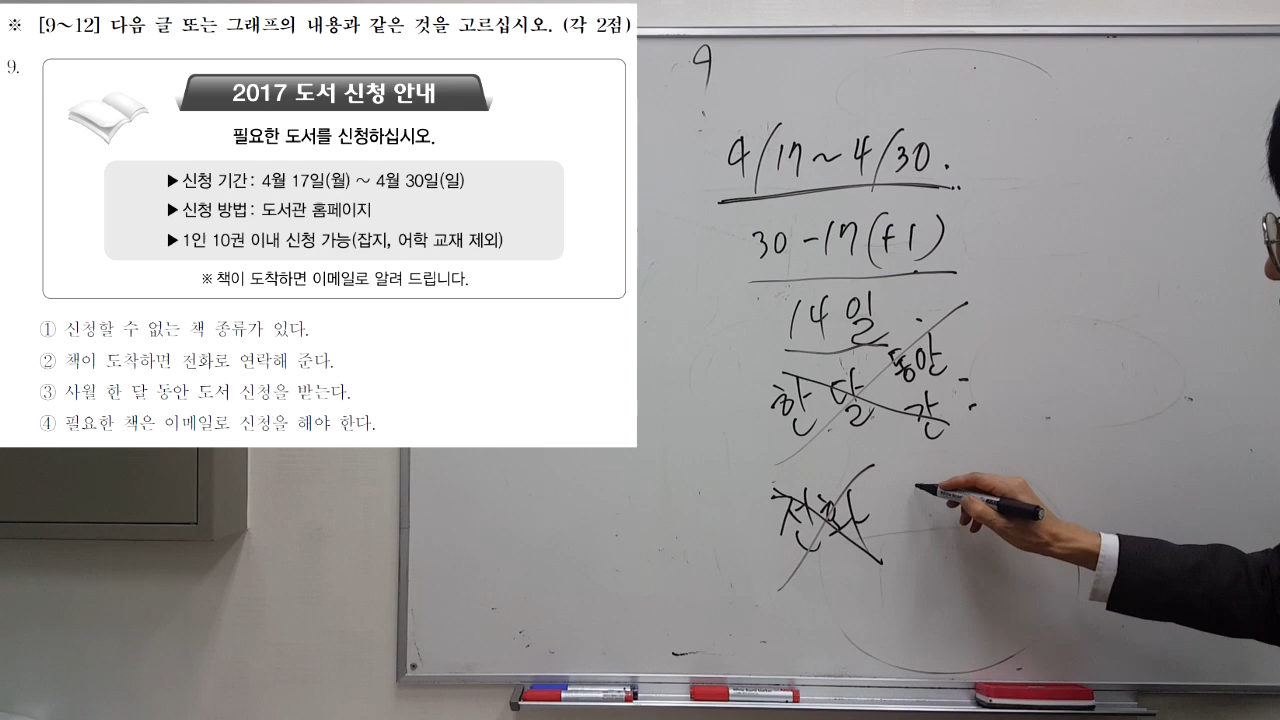 ※ [9～12] 다음 글 또는 그래프의 내용과 같은 것을 고르십시오. (각 2점)
9.
2017 도서 신청 안내
필요한 도서를 신청하십시오.
▶신청 기간: 4월 17일(월) ～ 4월 30일(일)
▶신청 방법: 도서관 홈페이지
▶1인 10권 이내 신청 가능(잡지, 어학 교재 제외)
※ 책이 도착하면 이메일로 알려 드립니다.
① 신청할 수 없는 책 종류가 있다.
② 책이 도착하면 전화로 연락해 준다.
③ 사월 한 달 동안 도서 신청을 받는다.
④ 필요한 책은 이메일로 신청을 해야 한다.
9
4/17～4/30.
30-17(+1)
14일.
한 달 동안
간
전화